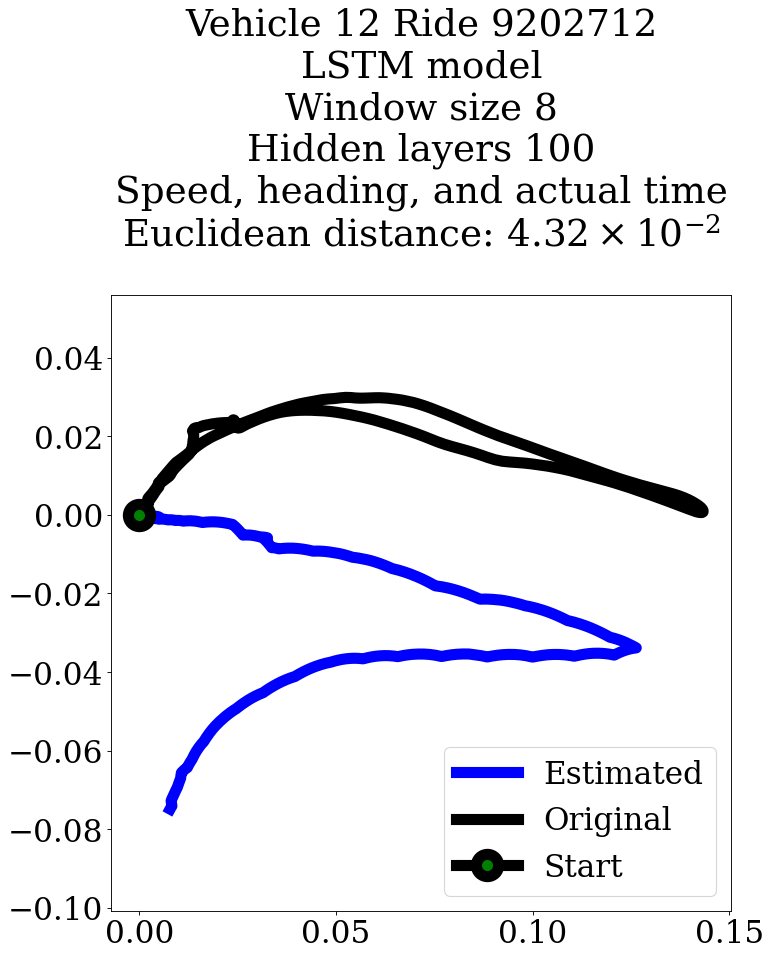 Vehicle 12 Ride 9202712
LSTM model
Window size 8
Hidden layers 100
Speed, heading, and actual time
Euclidean distance: 4.32 × 10⁻²
0.04
0.02
0.00
−0.02
−0.04
−0.06
−0.08
−0.10
0.00 0.05 0.10 0.15
Estimated
Original
Start